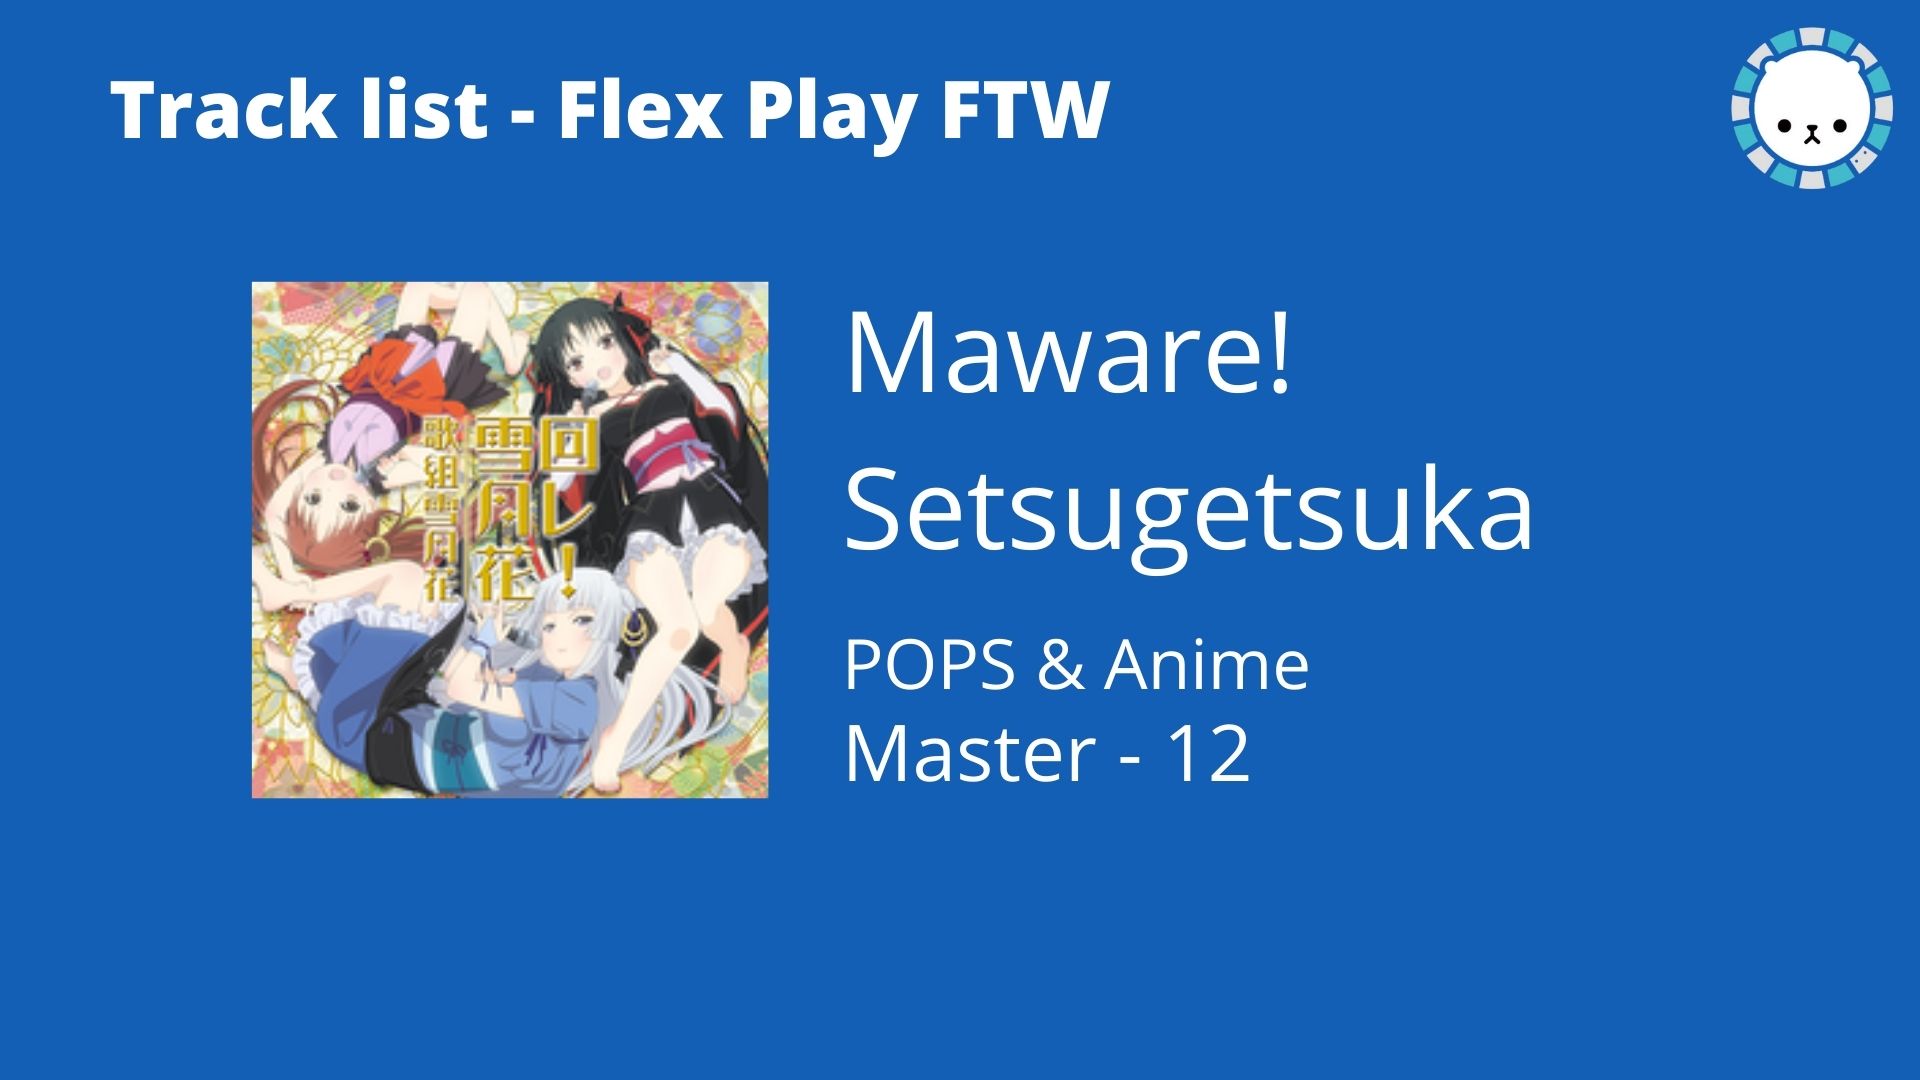 Track list - Flex Play FTW
回レ!
雪月花
歌組雪月花
Maware!
Setsugetsuka
POPS & Anime
Master - 12